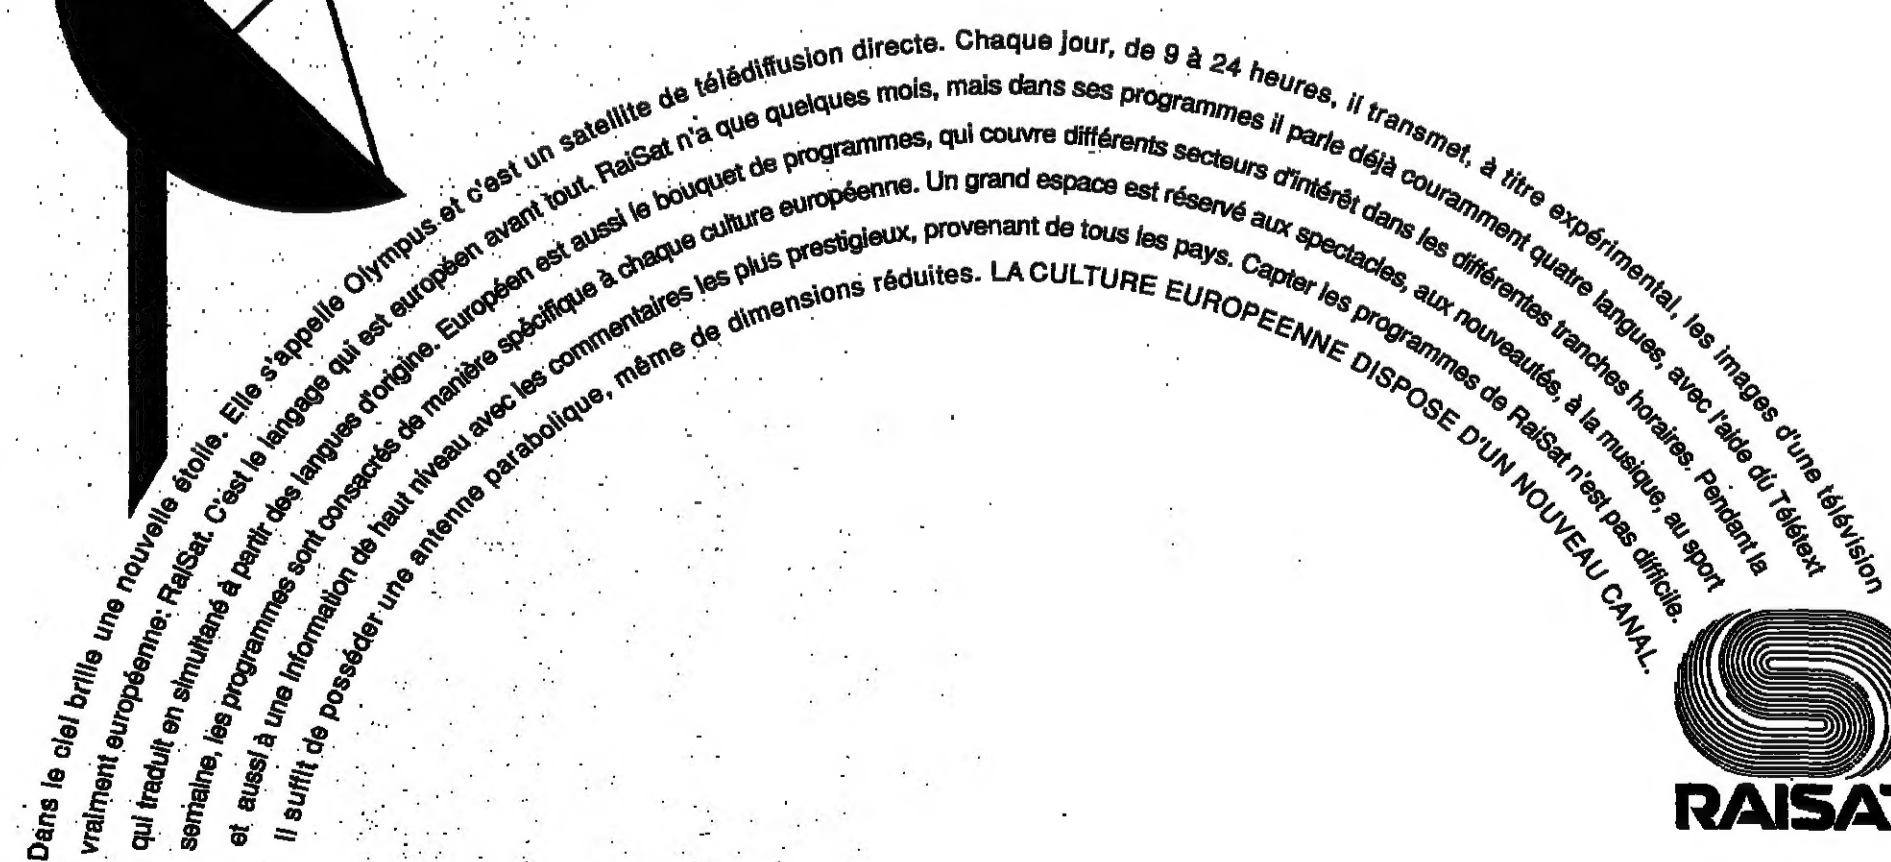 Dans le ciel brille une nouvelle étoile. Elle s'appelle Olympus et c'est un satellite de télédiffusion directe. Chaque jour, de 9 à 24 heures, il transmet, à titre expérimental, les images d'une télévision
vraiment européenne: RaiSat. C'est le langage qui est européen avant tout. RaiSat n'a que quelques mois, mais dans ses programmes il parle déjà couramment quatre langues, avec l'aide du Télétext
qui traduit en simultané à partir des langues d'origine. Européen est aussi le bouquet de programmes, qui couvre différents secteurs d'intérêt dans les différentes tranches horaires. Pendant la
semaine, les programmes sont consacrés de manière spécifique à chaque culture européenne. Un grand espace est réservé aux spectacles, aux nouveautés, à la musique, au sport
et aussi à une information de haut niveau avec les commentaires les plus prestigieux, provenant de tous les pays. Capter les programmes de RaiSat n'est pas difficile.
Il suffit de posséder une antenne parabolique, même de dimensions réduites. LA CULTURE EUROPEENNE DISPOSE D'UN NOUVEAU CANAL.
RAISAT